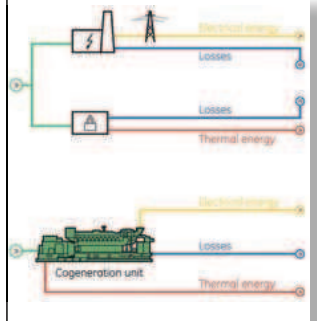 Electrical energy
Losses
Losses
Thermal energy
Electrical energy
Losses
Cogeneration unit
Thermal energy